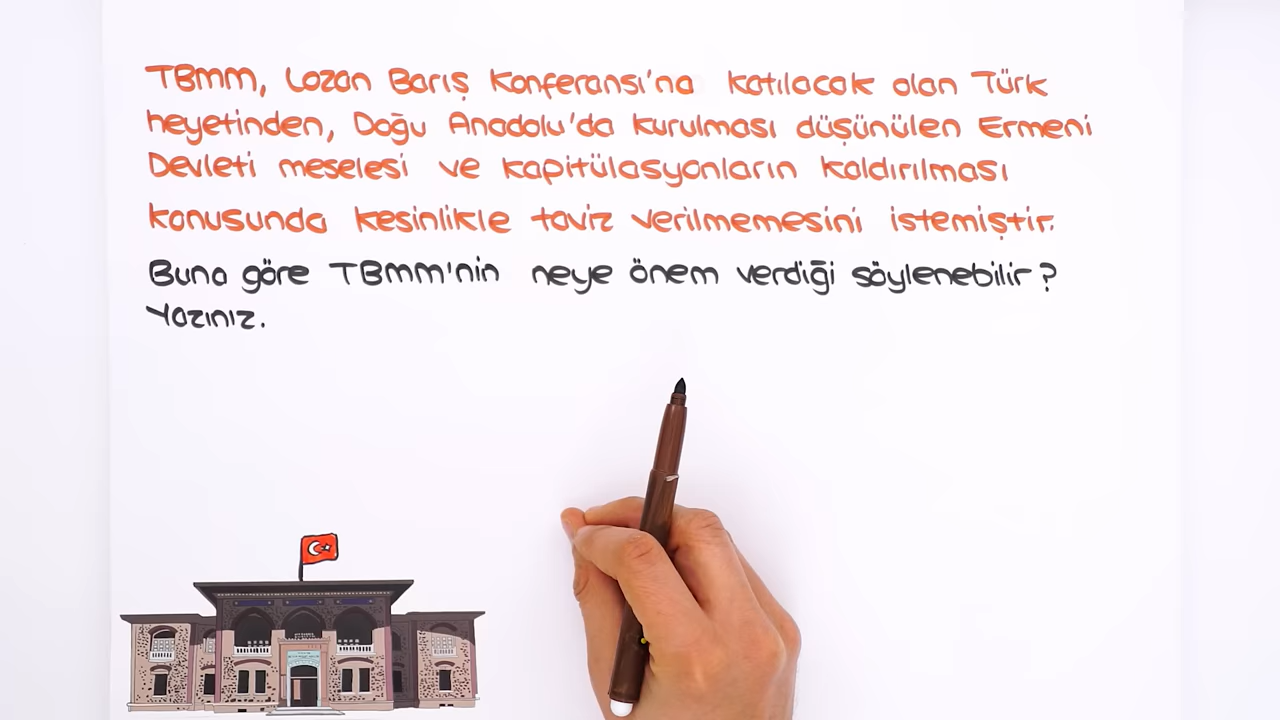 TBMM, Lozan Barış Konferansı'na katılacak olan Türk
heyetinden, Doğu Anadolu'da kurulması düşünülen Ermeni
Devleti meselesi ve kapitülasyonların kaldırılması
konusunda kesinlikle taviz verilmemesini istemiştir.
Buna göre TBMM'nin neye önem verdiği söylenebilir?
Yazınız.